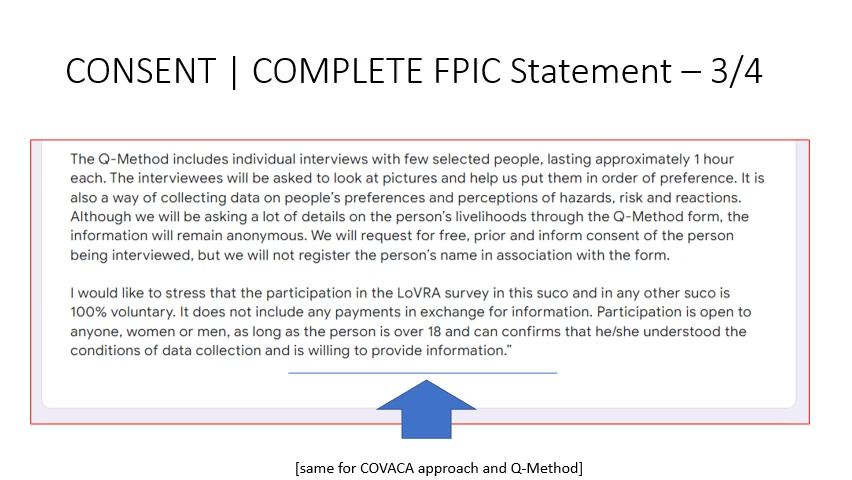 CONSENT | COMPLETE FPIC Statement – 3/4
The Q-Method includes individual interviews with few selected people, lasting approximately 1 hour
each. The interviewees will be asked to look at pictures and help us put them in order of preference. It is
also a way of collecting data on people's preferences and perceptions of hazards, risk and reactions.
Although we will be asking a lot of details on the person's livelihoods through the Q-Method form, the
information will remain anonymous. We will request for free, prior and inform consent of the person
being interviewed, but we will not register the person's name in association with the form.
I would like to stress that the participation in the LoVRA survey in this suco and in any other suco is
100% voluntary. It does not include any payments in exchange for information. Participation is open to
anyone, women or men, as long as the person is over 18 and can confirms that he/she understood the
conditions of data collection and is willing to provide information.”
[same for COVACA approach and Q-Method]